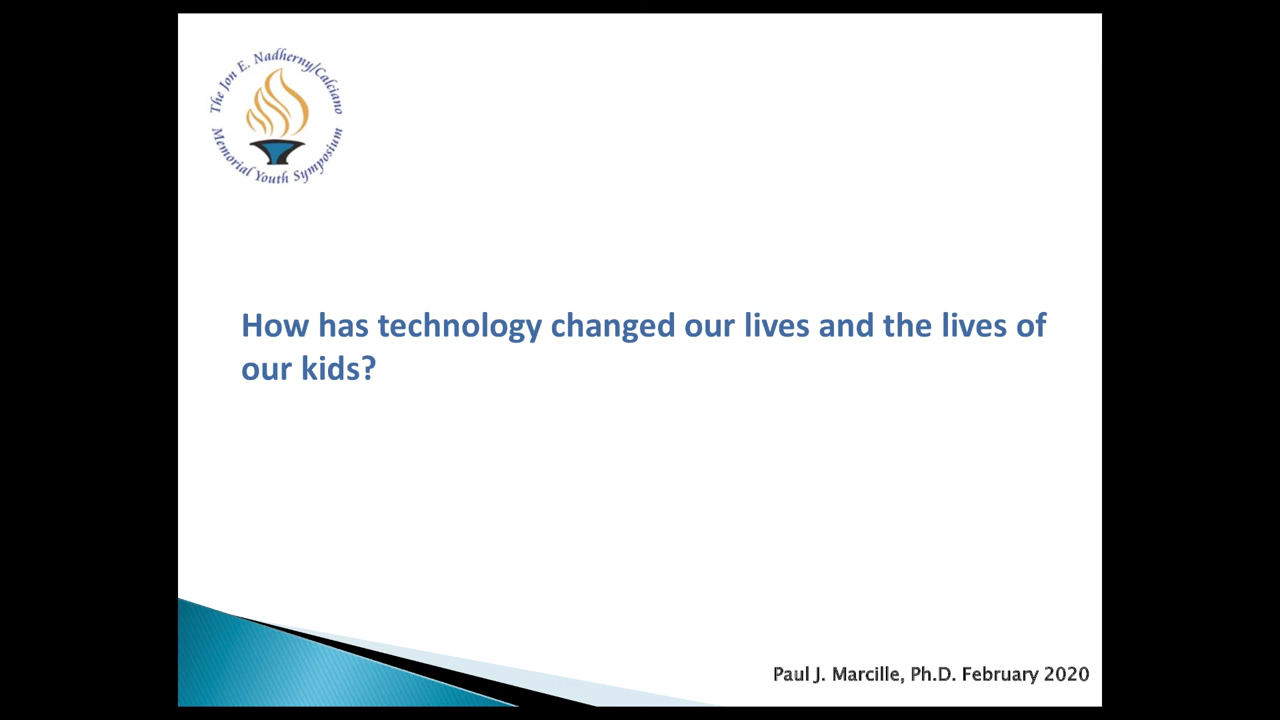 The Jon E. Nadherny/Calciano
Memorial Youth Symposium
How has technology changed our lives and the lives of
our kids?
Paul J. Marcille, Ph.D. February 2020